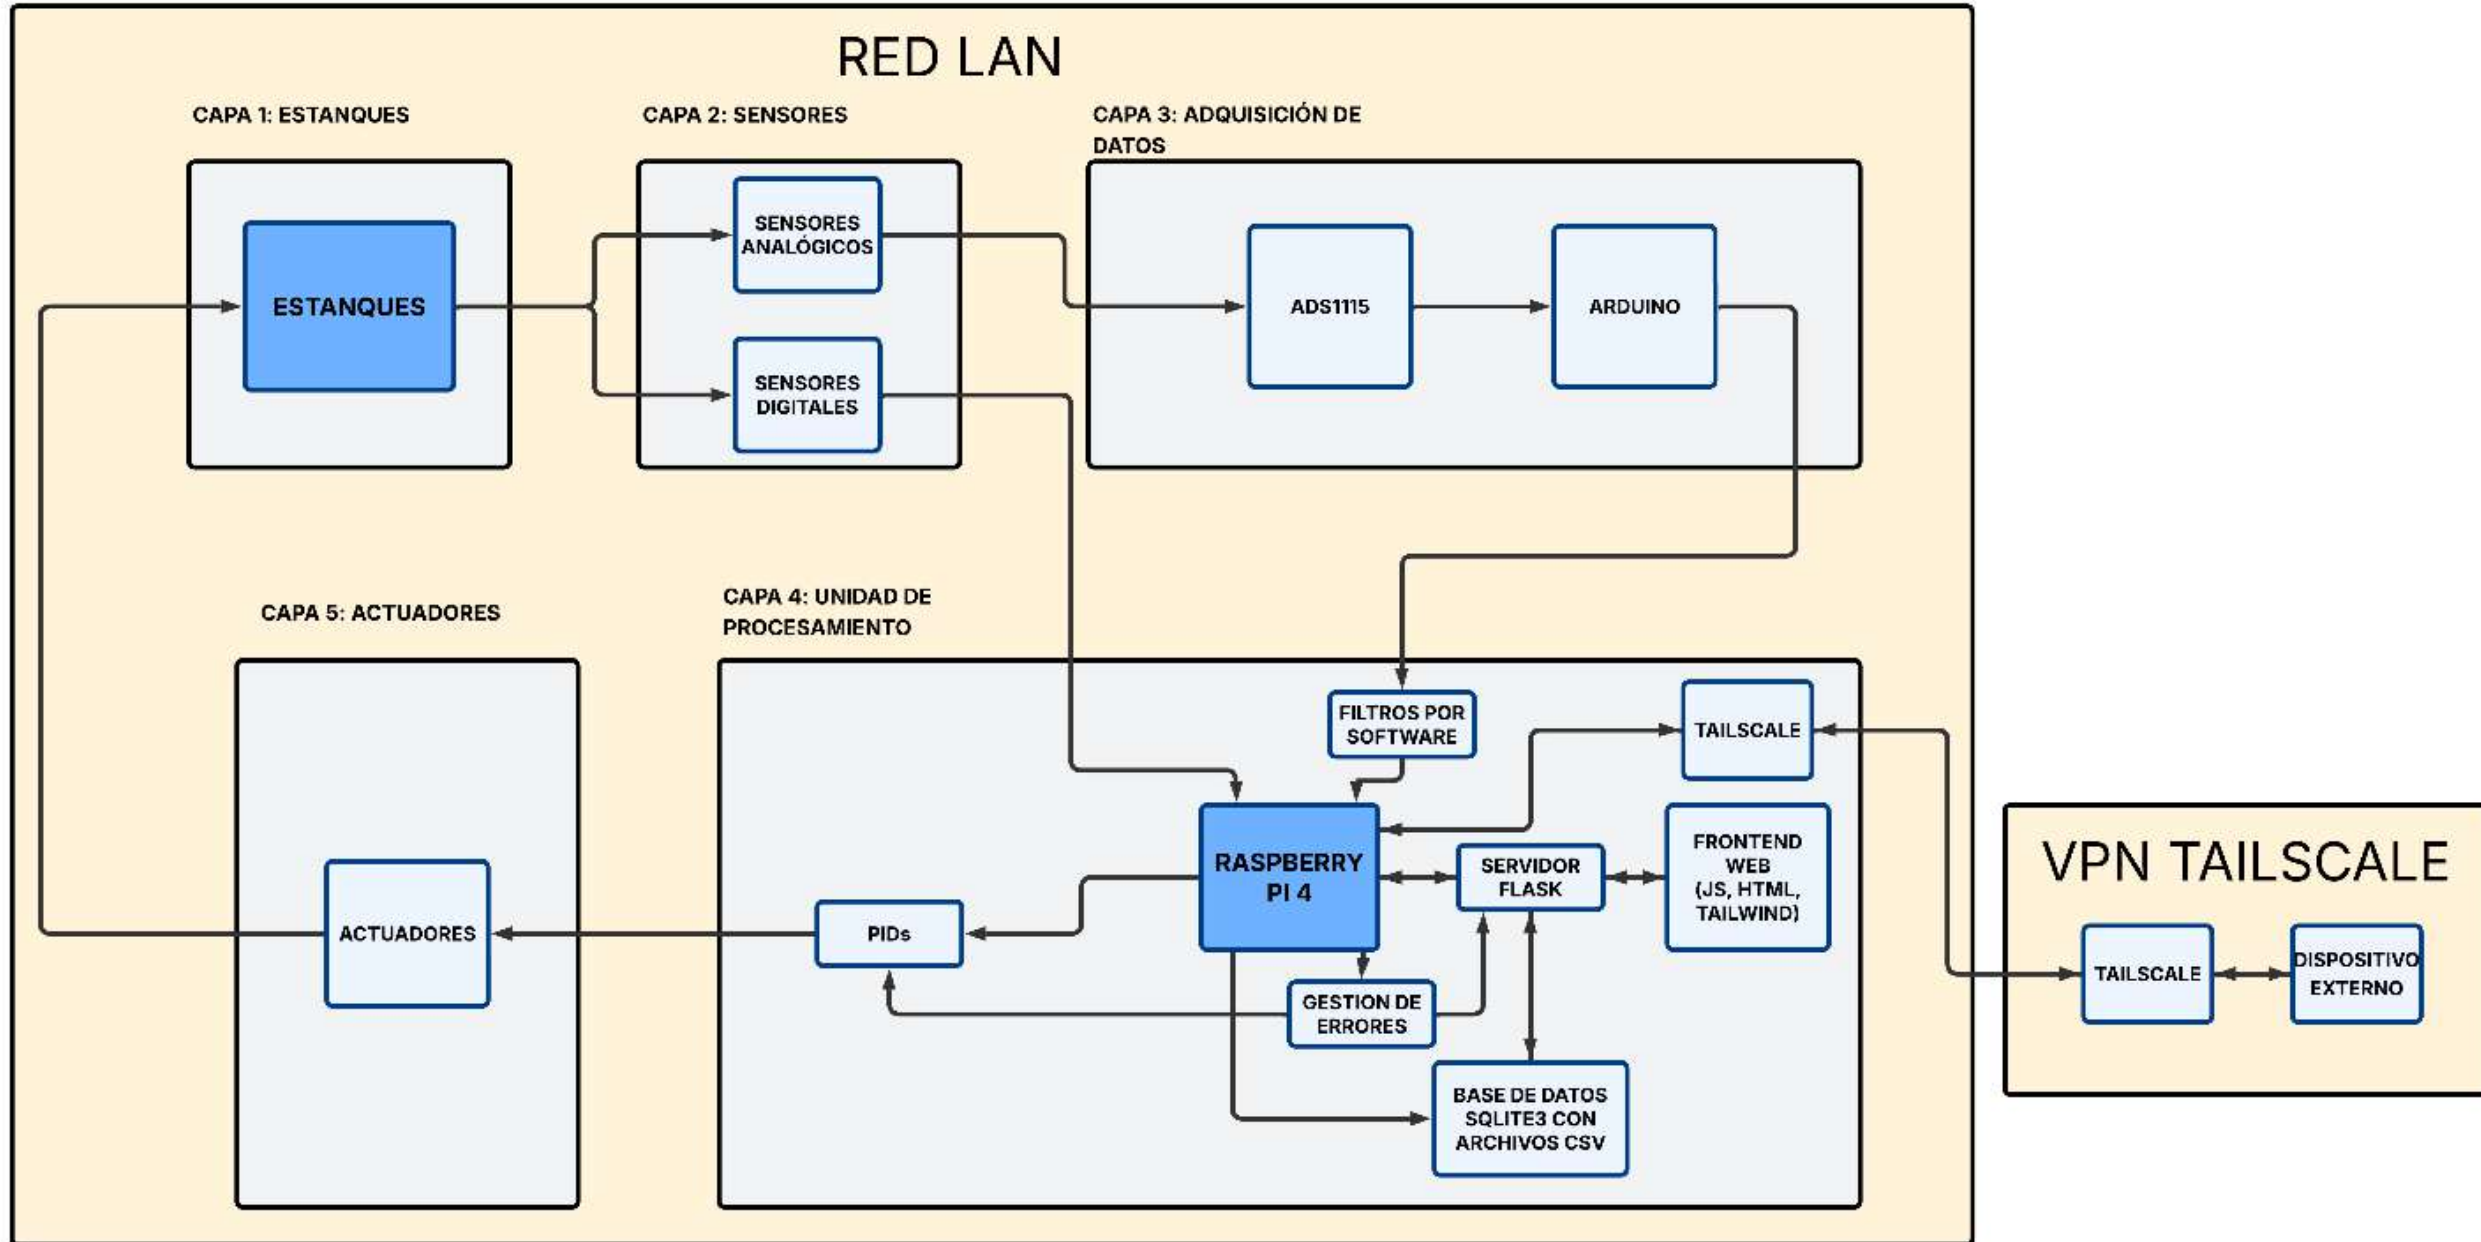 RED LAN
CAPA 1: ESTANQUES
CAPA 2: SENSORES
CAPA 3: ADQUISICIÓN DE
DATOS
ESTANQUES
SENSORES
ANALÓGICOS
SENSORES
DIGITALES
ADS1115
ARDUINO
CAPA 5: ACTUADORES
CAPA 4: UNIDAD DE
PROCESAMIENTO
ACTUADORES
PIDs
FILTROS POR
SOFTWARE
TAILSCALE
RASPBERRY
PI 4
SERVIDOR
FLASK
FRONTEND
WEB
(JS, HTML,
TAILWIND)
GESTION DE
ERRORES
BASE DE DATOS
SQLITE3 CON
ARCHIVOS CSV
VPN TAILSCALE
TAILSCALE
DISPOSITIVO
EXTERNO